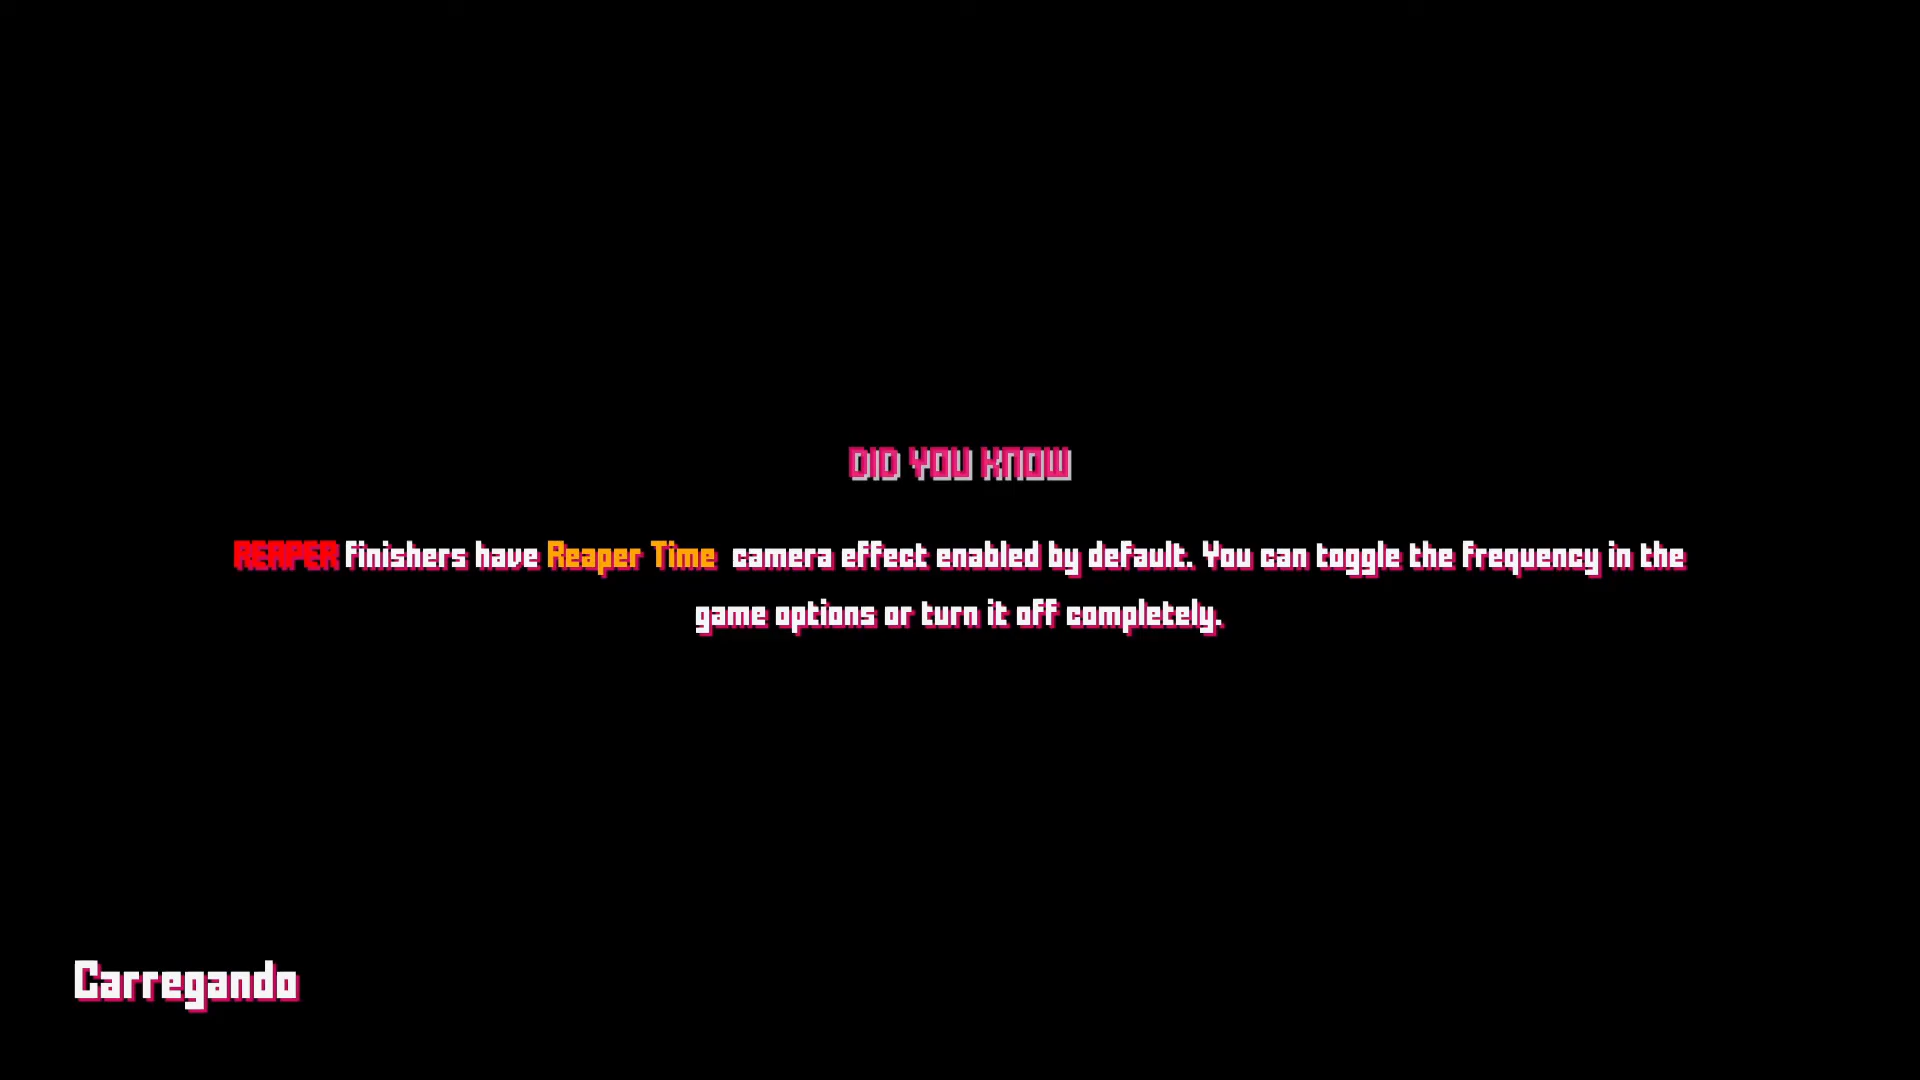 DID YOU KNOW
REAPER finishers have Reaper Time camera effect enabled by default. You can toggle the frequency in the
game options or turn it off completely.
Carregando